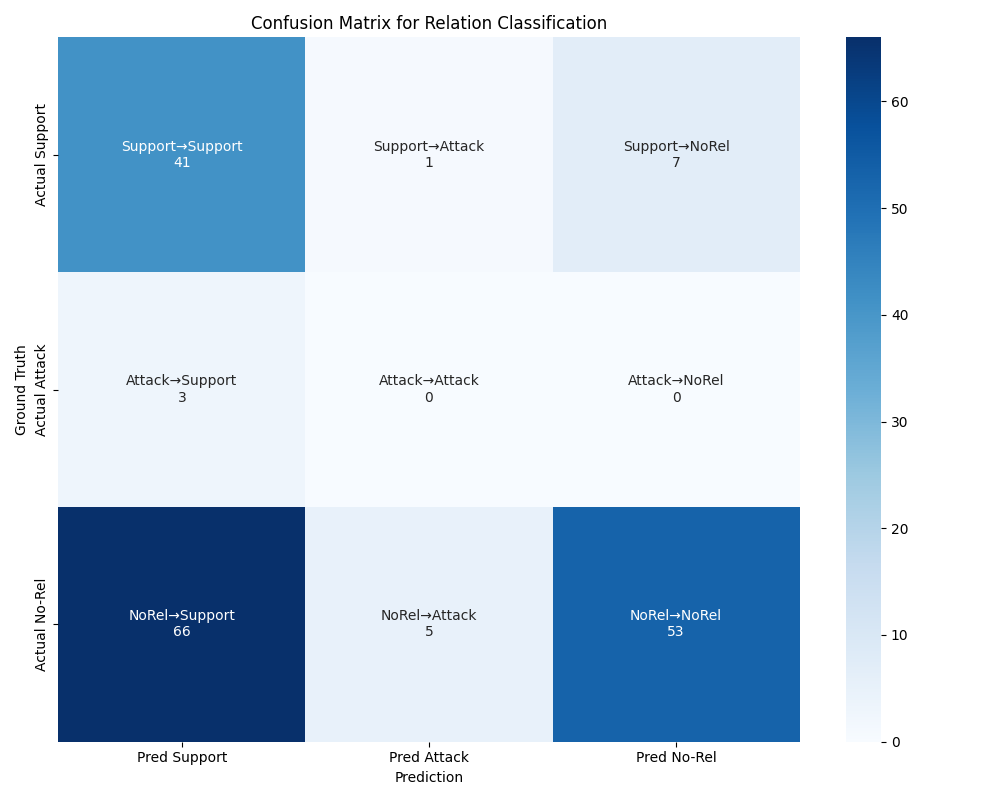 Confusion Matrix for Relation Classification
Ground Truth
Actual Support
Support→Support
41
Support→Attack
1
Support→NoRel
7
Actual Attack
Attack→Support
3
Attack→Attack
0
Attack→NoRel
0
Actual No-Rel
NoRel→Support
66
NoRel→Attack
5
NoRel→NoRel
53
Pred Support
Pred Attack
Pred No-Rel
Prediction
60
50
40
30
20
10
0